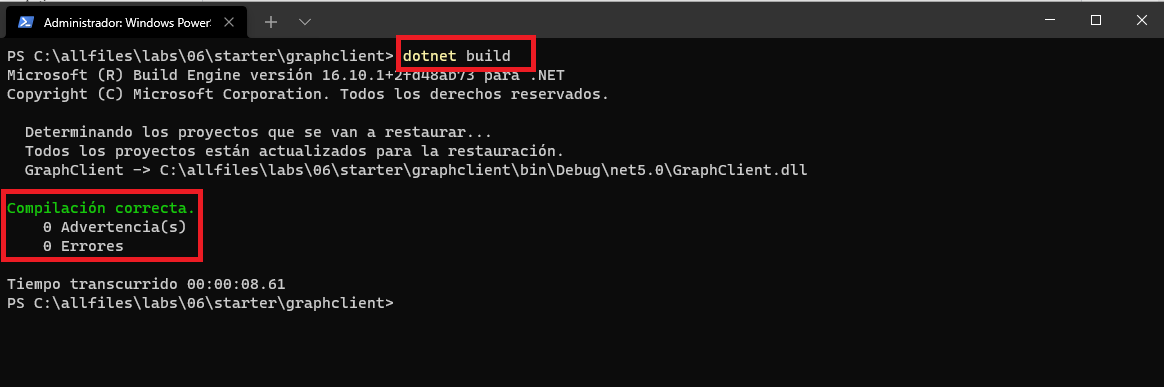 Administrador: Windows PowerS
PS C:\allfiles\labs\06\starter\graphclient> dotnet build
Microsoft (R) Build Engine versión 16.10.1+2fd48ab73 para .NET
Copyright (C) Microsoft Corporation. Todos los derechos reservados.
Determinando los proyectos que se van a restaurar...
Todos los proyectos están actualizados para la restauración.
GraphClient -> C:\allfiles\labs\06\starter\graphclient\bin\Debug\net5.0\GraphClient.dll
Compilación correcta.
0 Advertencia(s)
0 Errores
Tiempo transcurrido 00:00:08.61
PS C:\allfiles\labs\06\starter\graphclient>